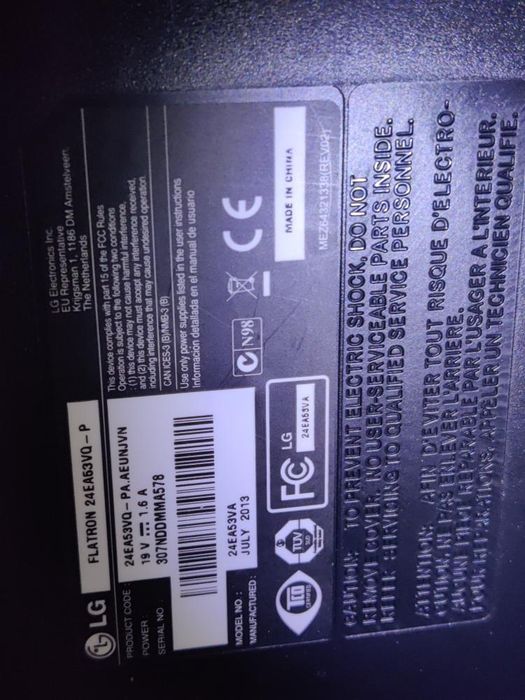 LG
FLATRON 24EA53VQ-P
PRODUCT CODE : 24EA53VQ-PA.AEUNJVN
POWER : 19 V 1.6 A
SERIAL NO 307NDDMMA578
MODEL NO : 24EA53VA
MANUFACTURED : JULY 2013
LG Electronics Inc.
EU Representative
Krijgsman 1, 1186 DM Amstelveen,
The Netherlands
This device complies with part 15 of the FCC Rules
Operation is subject to the following two conditions
(1) this device may not cause harmful interference,
and (2) this device must accept any interference received,
including interference that may cause undesired operation
CAN ICES-3 (B)/NMB-3 (B)
Use only power supplies listed in the user instructions
Información detallada en el manual de usuario
TÜV
FC
LG
24EA53VA
N98
CE
MADE IN CHINA
MEZ64321338(REV02)
CAUTION: TO PREVENT ELECTRIC SHOCK, DO NOT
REMOVE COVER. NO USER-SERVICEABLE PARTS INSIDE.
REFER SERVICING TO QUALIFIED SERVICE PERSONNEL.
CAUTION: AFIN D'EVITER TOUT RISQUE D'ELECTRO-
CUTION NE PAS ENLEVER L'ARRIERE.
AUCUNE PIECE REPARABLE PAR L'USAGER A L'INTERIEUR.
POUR REPARATIONS, APPELER UN TECHNICIEN QUALIFIE.